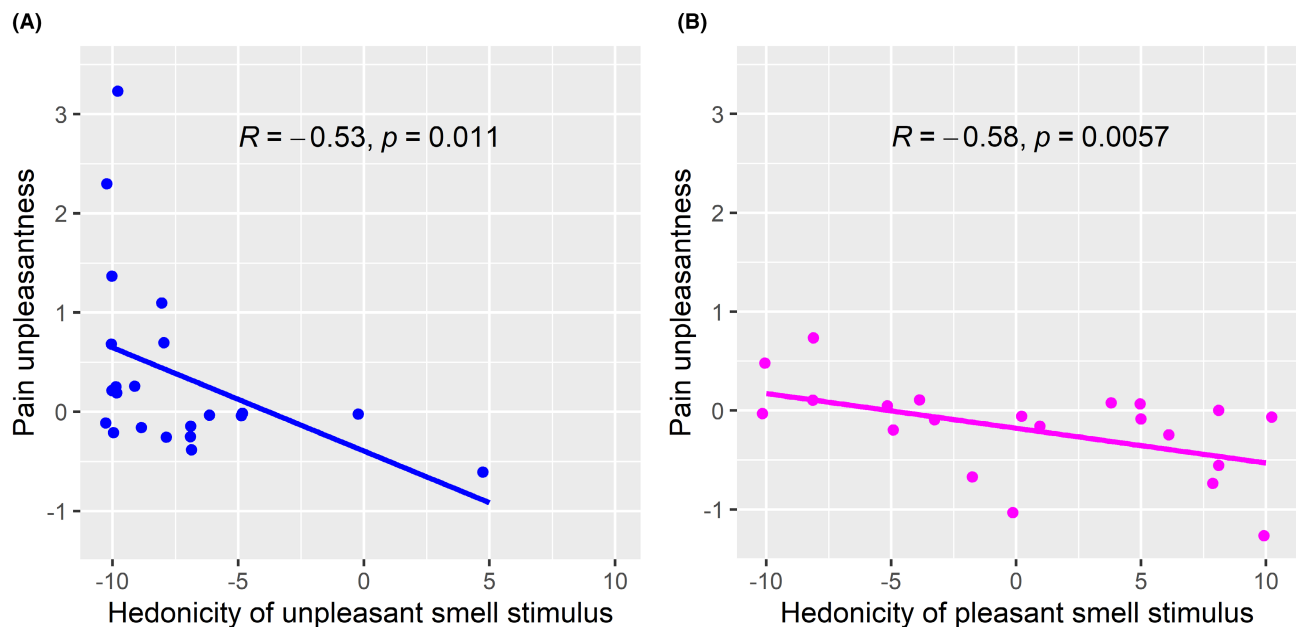 (A)
R = −0.53, p = 0.011
Pain unpleasantness
3
2
1
0
-1
-10 -5 0 5 10
Hedonicity of unpleasant smell stimulus
(B)
R = −0.58, p = 0.0057
Pain unpleasantness
3
2
1
0
-1
-10 -5 0 5 10
Hedonicity of pleasant smell stimulus